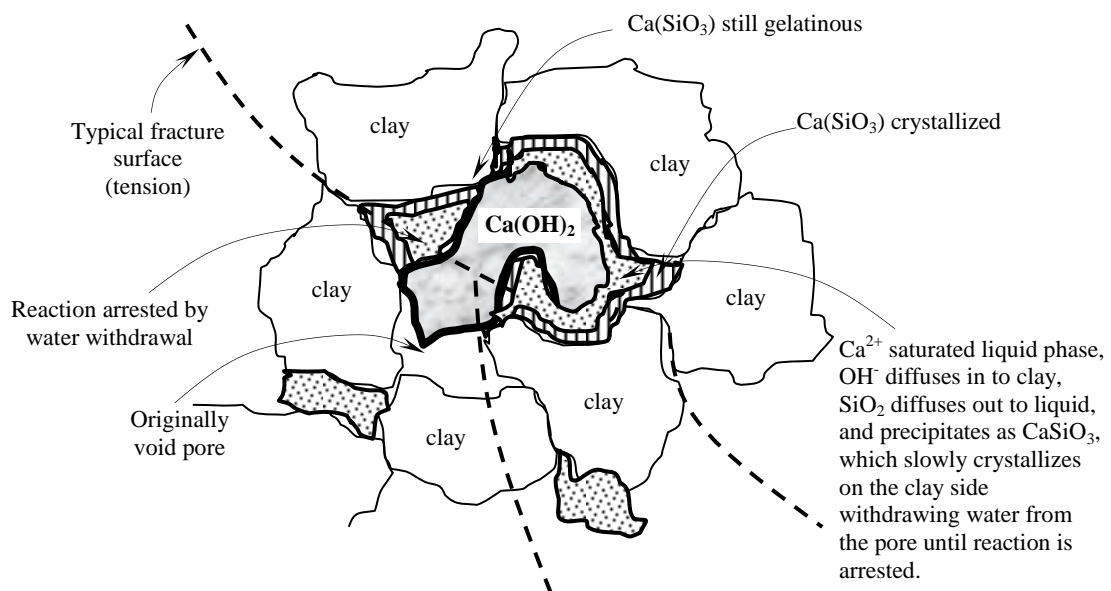 Ca(SiO₃) still gelatinous
Typical fracture
surface
(tension)
clay
Ca(SiO₃) crystallized
clay
Ca(OH)₂
clay
clay
Reaction arrested by
water withdrawal
Ca²⁺ saturated liquid phase,
OH⁻ diffuses in to clay,
SiO₂ diffuses out to liquid,
and precipitates as CaSiO₃,
which slowly crystallizes
on the clay side
withdrawing water from
the pore until reaction is
arrested.
clay
clay
Originally
void pore